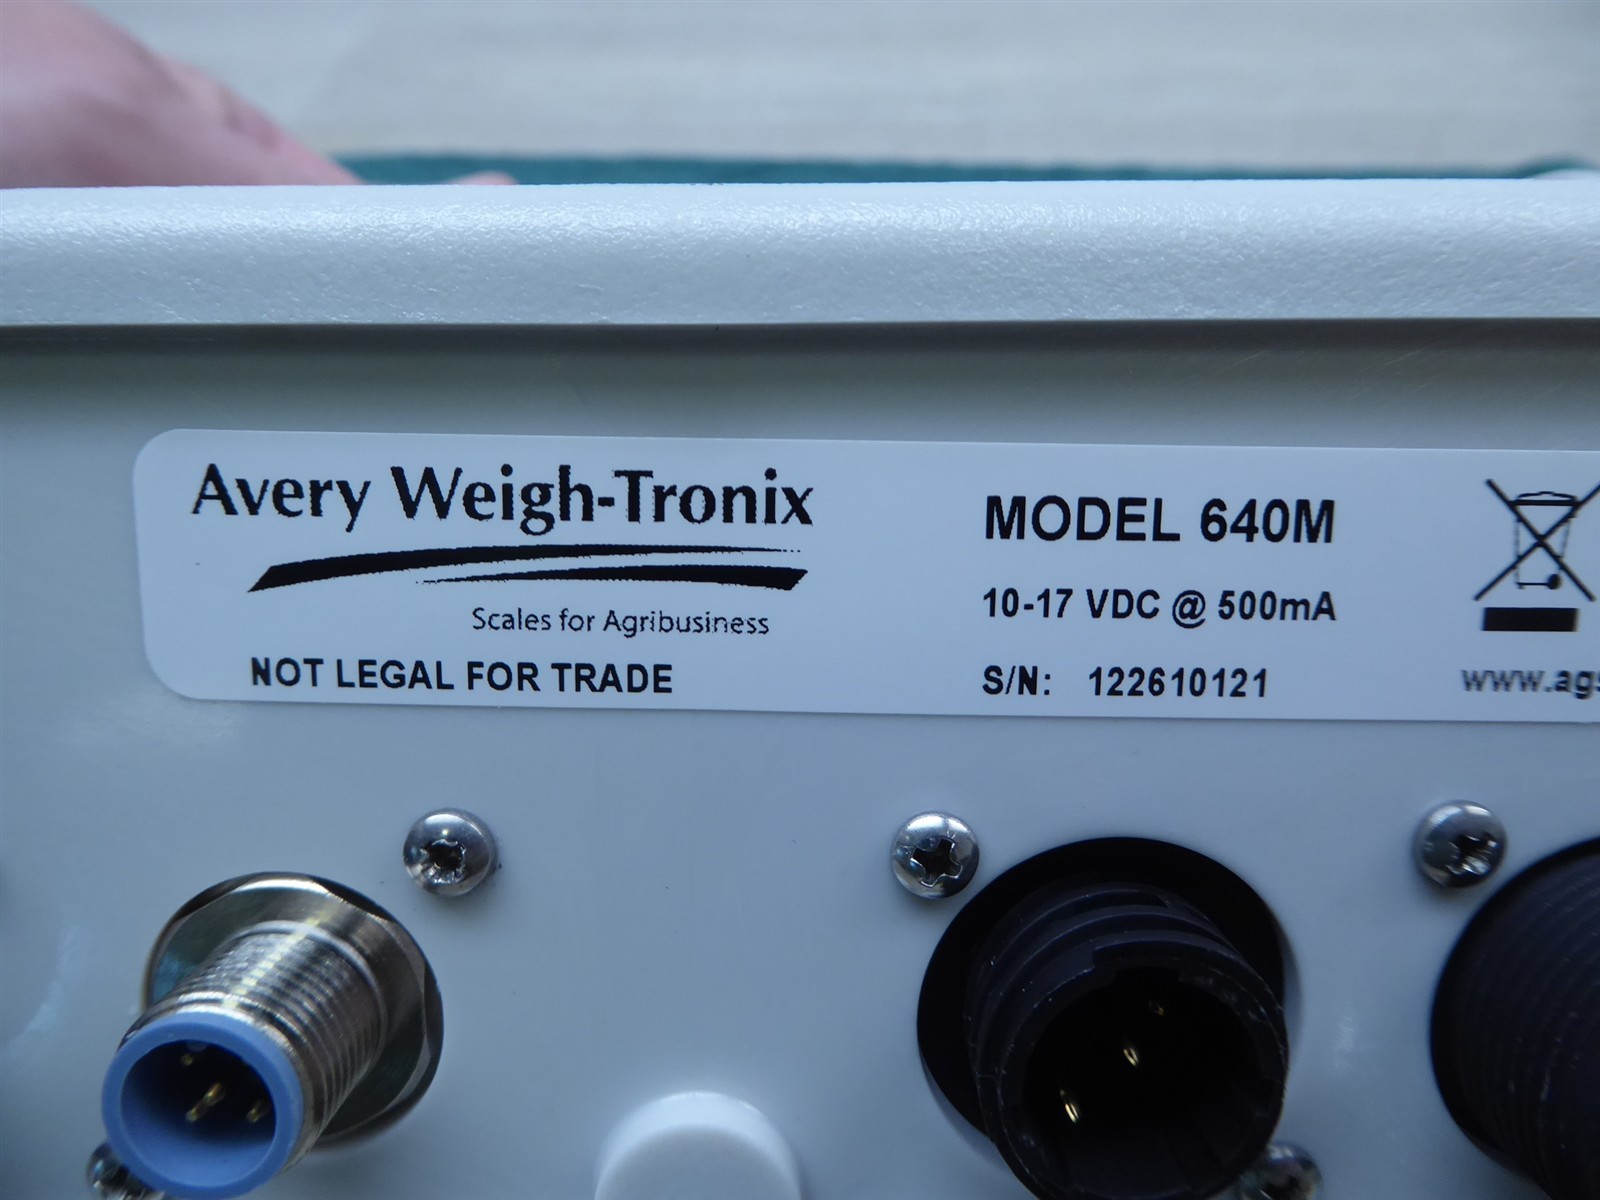 Avery Weigh-Tronix
Scales for Agribusiness
NOT LEGAL FOR TRADE
MODEL 640M
10-17 VDC @ 500mA
S/N: 122610121